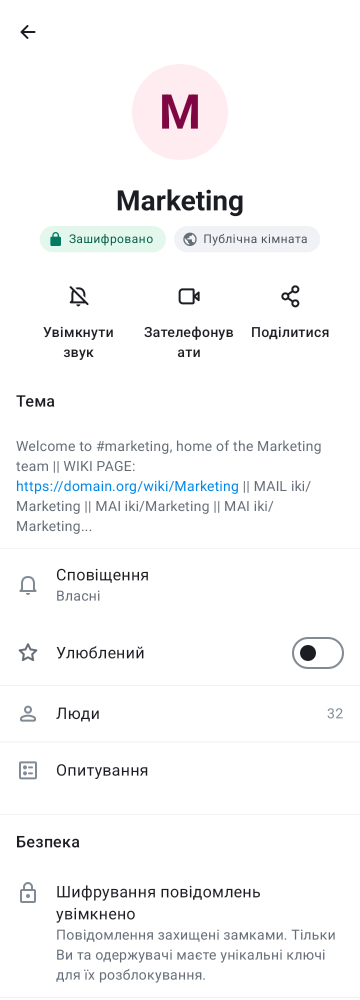 M
Marketing
Зашифровано
Публічна кімната
Увімкнути
звук
Зателефонув
ати
Поділитися
Тема
Welcome to #marketing, home of the Marketing
team || WIKI PAGE:
https://domain.org/wiki/Marketing || MAIL iki/
Marketing || MAI iki/Marketing || MAI iki/
Marketing...
Сповіщення
Власні
Улюблений
Люди
32
Опитування
Безпека
Шифрування повідомлень
увімкнено
Повідомлення захищені замками. Тільки
Ви та одержувачі маєте унікальні ключі
для їх розблокування.